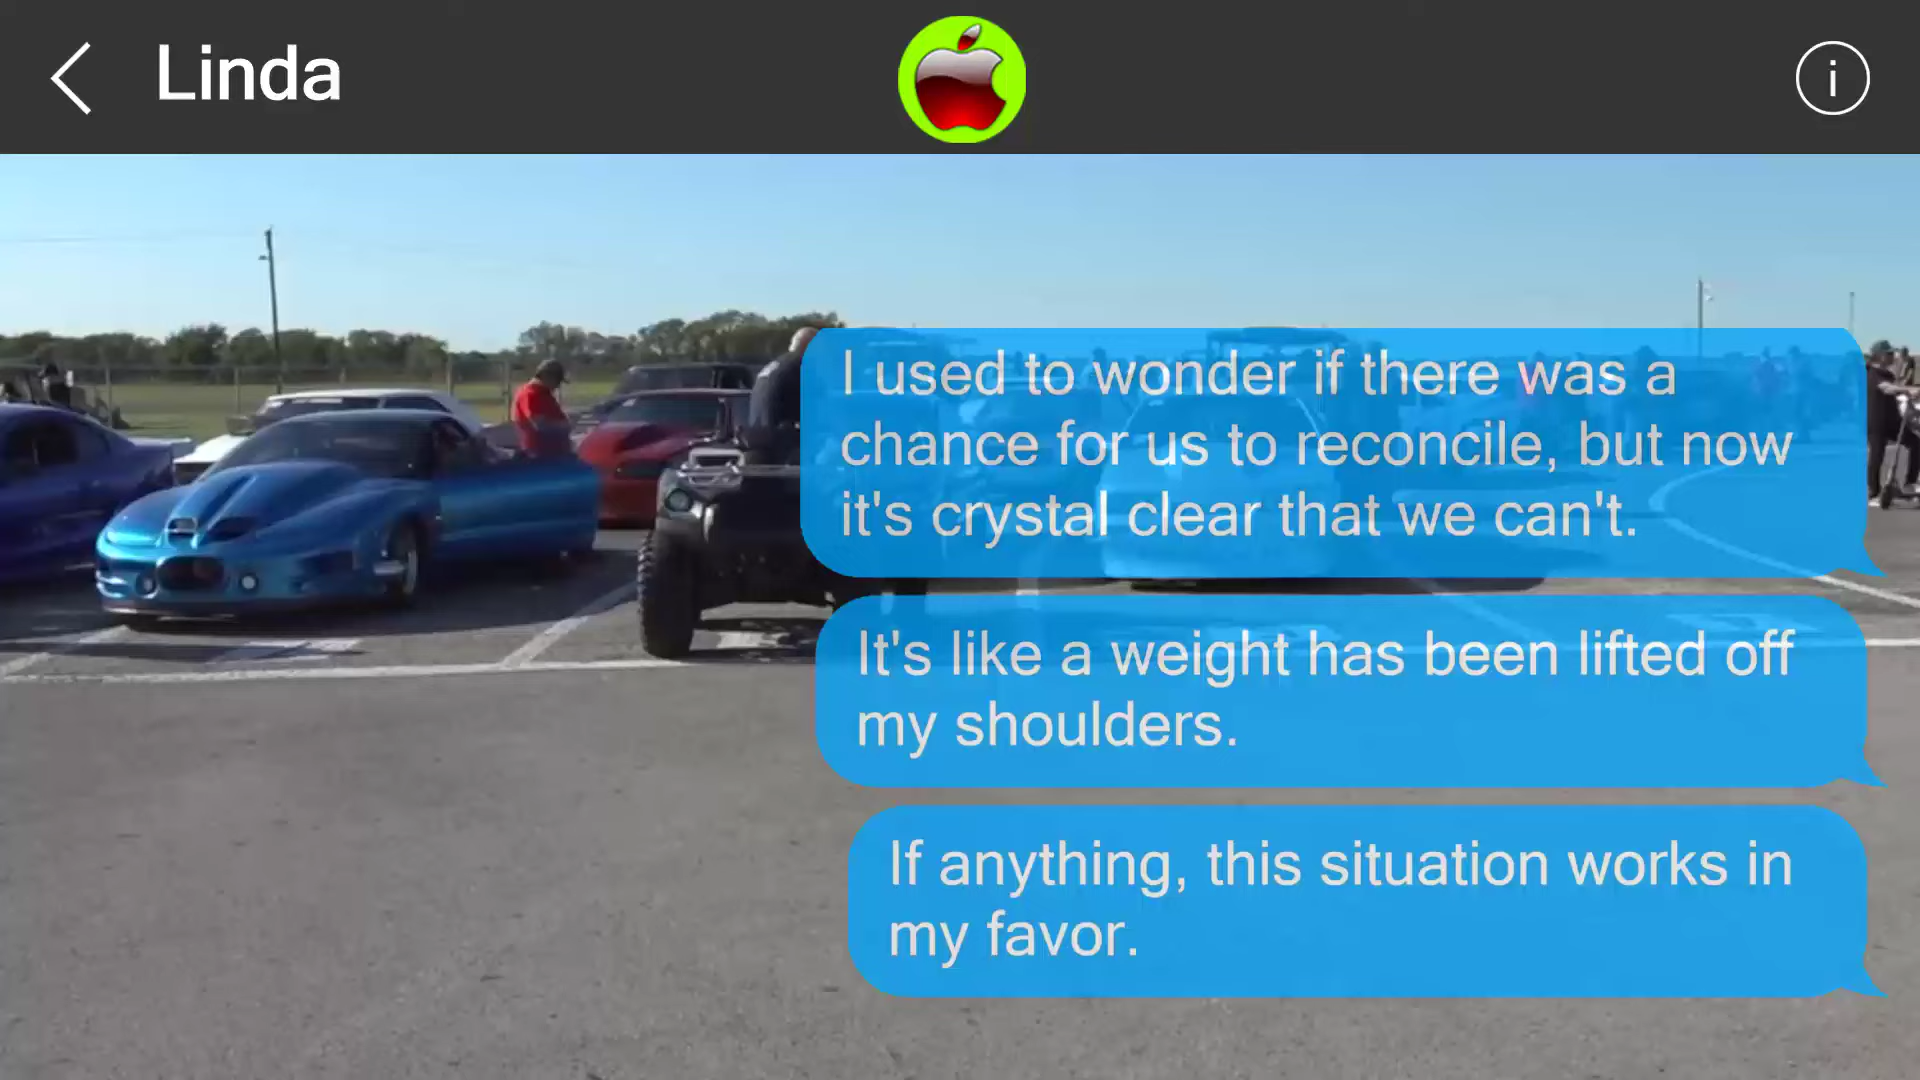 Linda
i
I used to wonder if there was a
chance for us to reconcile, but now
it's crystal clear that we can't.
It's like a weight has been lifted off
my shoulders.
If anything, this situation works in
my favor.